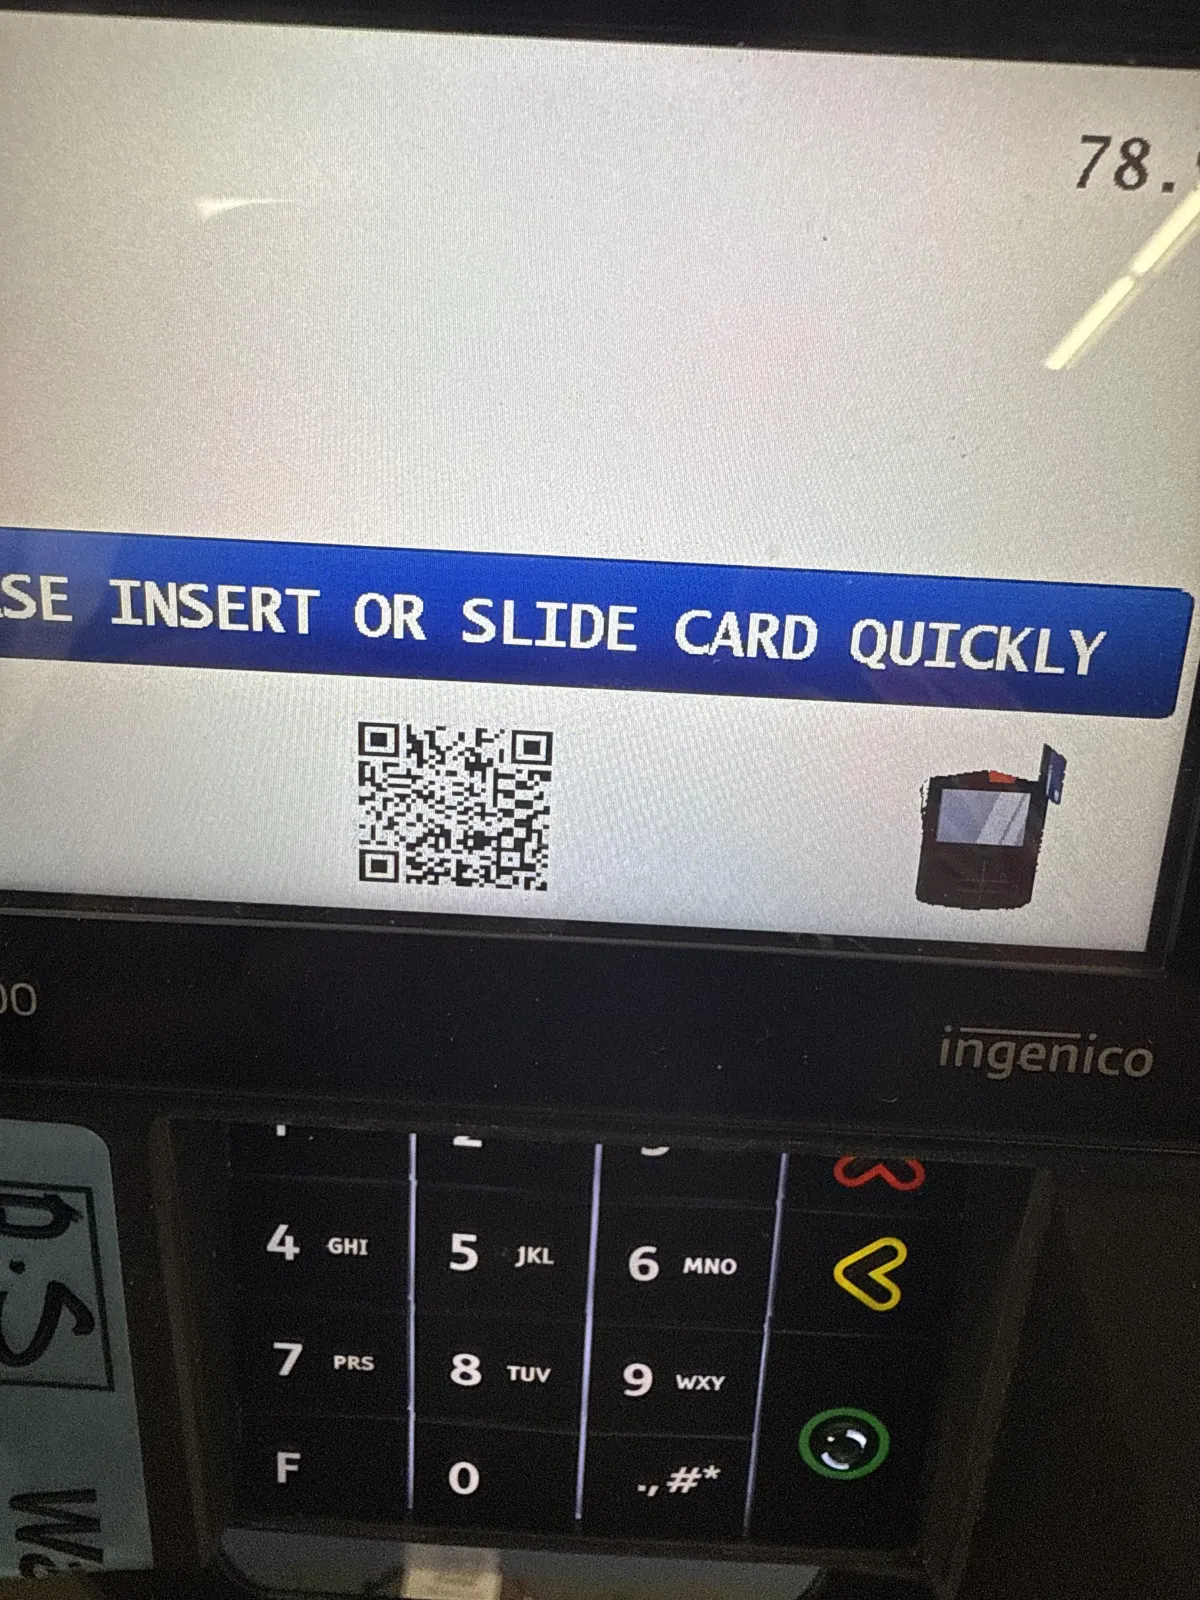 78.
INSERT OR SLIDE CARD QUICKLY
ingenico
4 GHI 5 JKL 6 MNO
7 PRS 8 TUV 9 WXY
F 0 .,#*